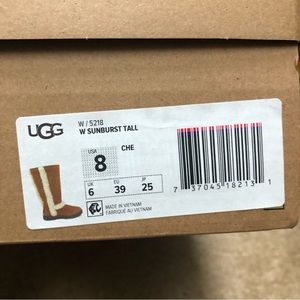 UGG
W / 5218
W SUNBURST TALL
USA
8
CHE
UK EU JP
6 39 25
MADE IN VIETNAM
FABRIQUÉ AU VIETNAM
7 37045 18213 1